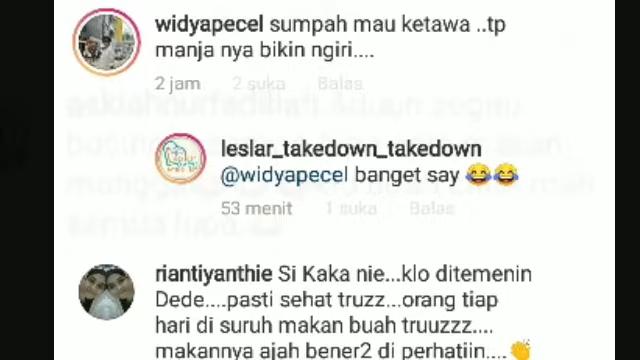 widyapecel sumpah mau ketawa ..tp
manja nya bikin ngiri....
2 jam 2 suka Balas
leslar_takedown_takedown
@widyapecel banget say 😂😂
53 menit 1 suka Balas
riantiyanthie Si Kaka nie...klo ditemenin
Dede....pasti sehat truzz...orang tiap
hari di suruh makan buah truuzzz....
makannya ajah bener2 di perhatiin....👏